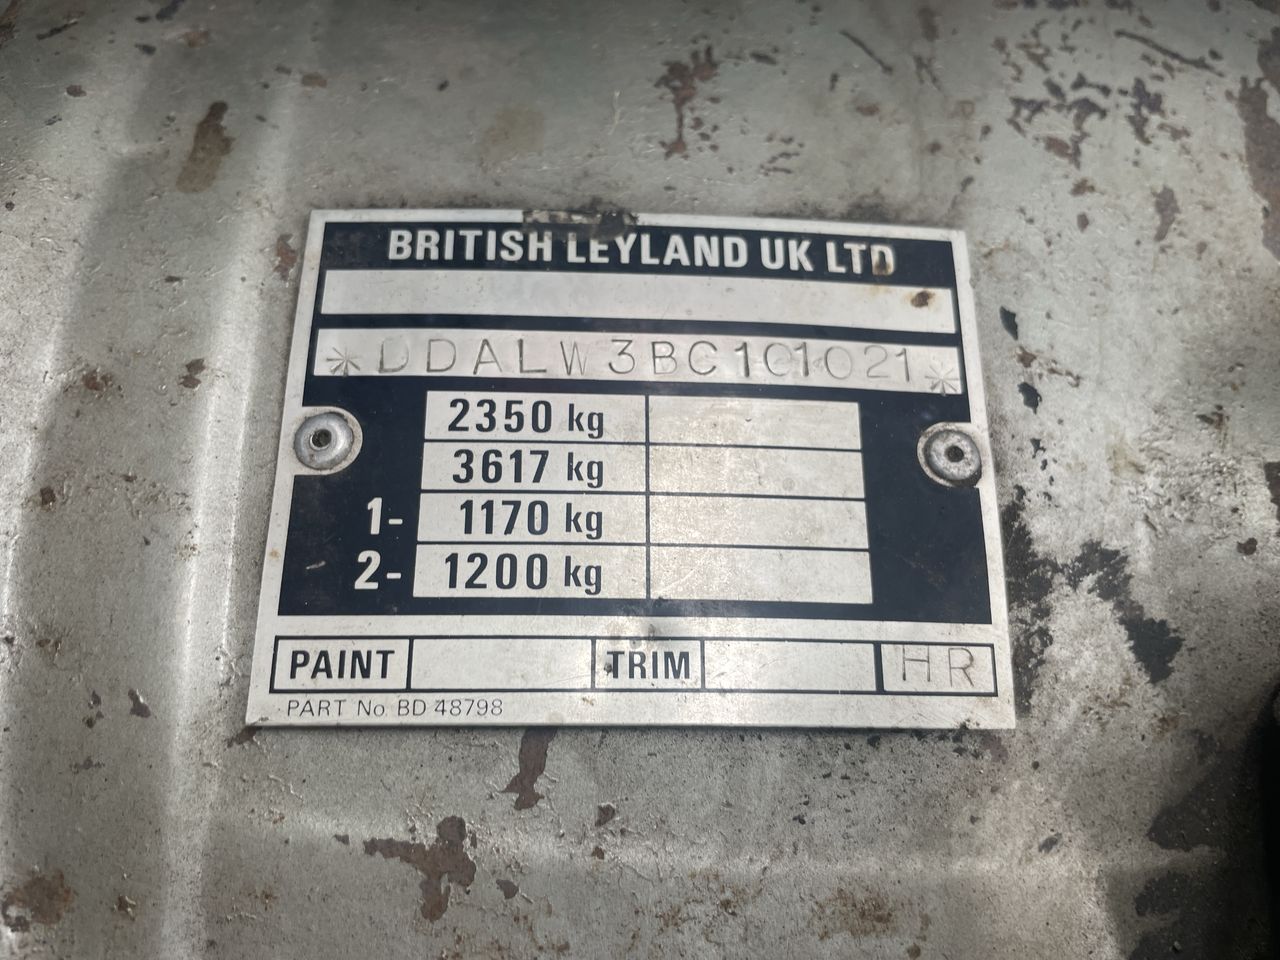 BRITISH LEYLAND UK LTD
*DDALW3BC101021*
2350 kg
3617 kg
1- 1170 kg
2- 1200 kg
PAINT TRIM HR
PART No. BD 48798